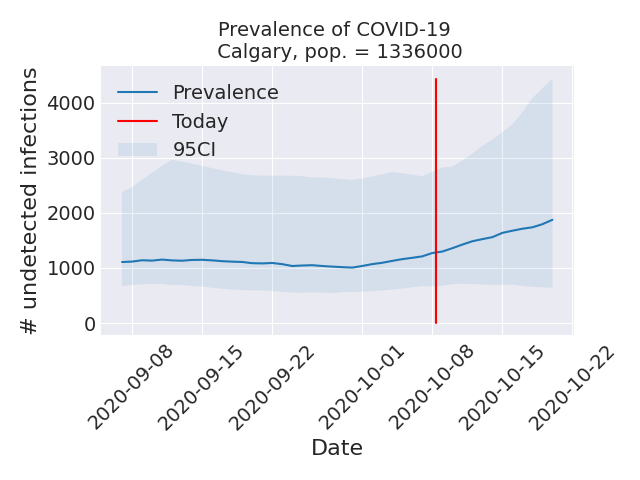 Prevalence of COVID-19
Calgary, pop. = 1336000
# undetected infections
4000
3000
2000
1000
0
Prevalence
Today
95CI
2020-09-08
2020-09-15
2020-09-22
2020-10-01
2020-10-08
2020-10-15
2020-10-22
Date